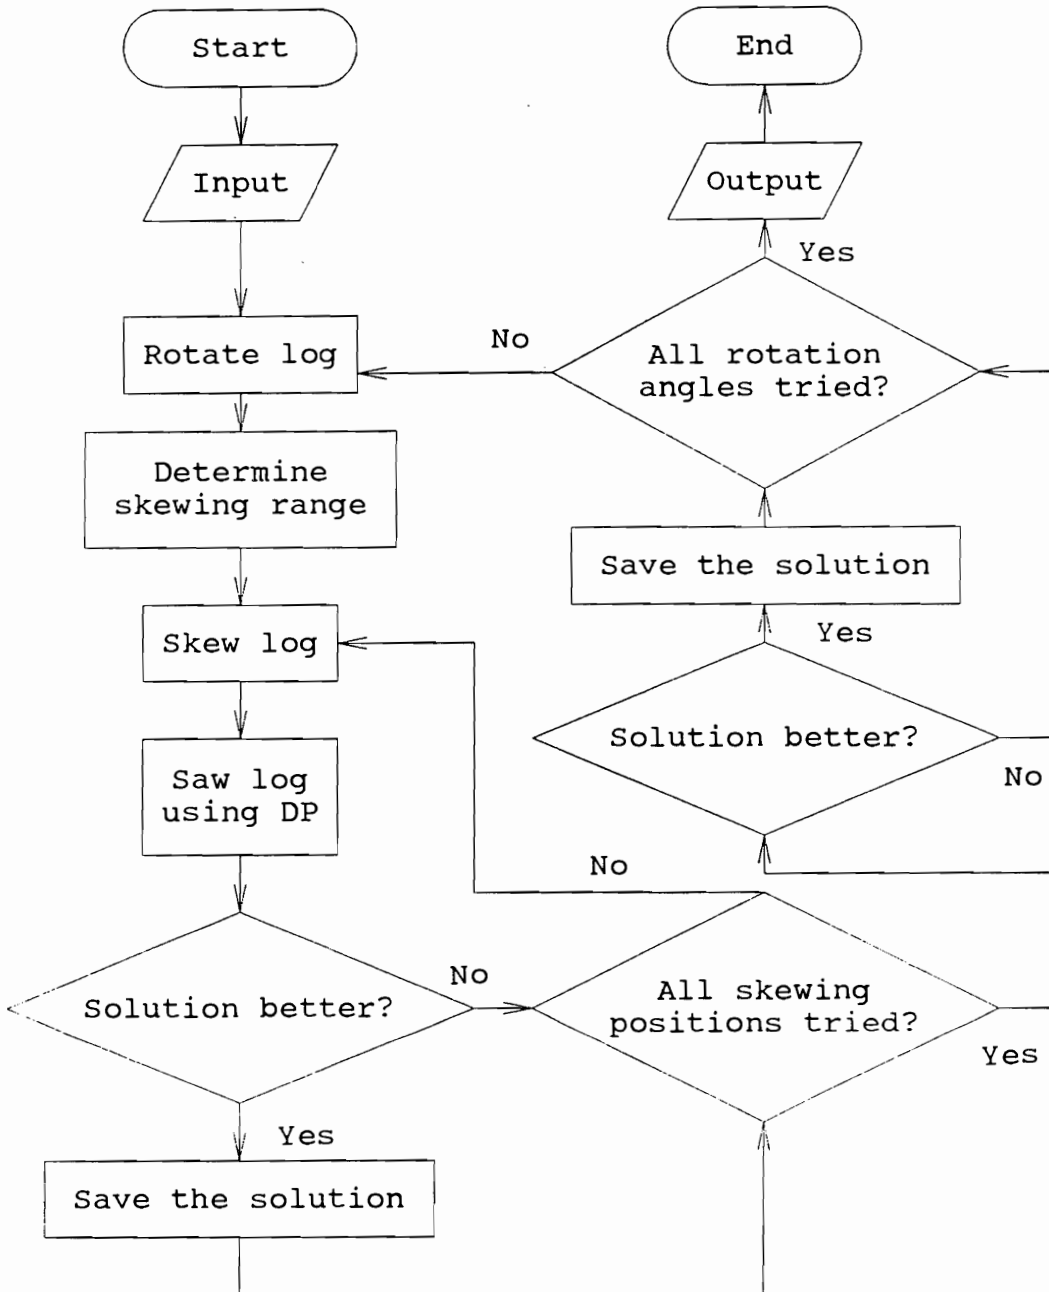 Start
Input
Rotate log
Determine
skewing range
Skew log
Saw log
using DP
Solution better?
Yes
Save the solution
No
All skewing
positions tried?
No
Yes
Solution better?
No
Yes
Save the solution
All rotation
angles tried?
No
Yes
Output
End